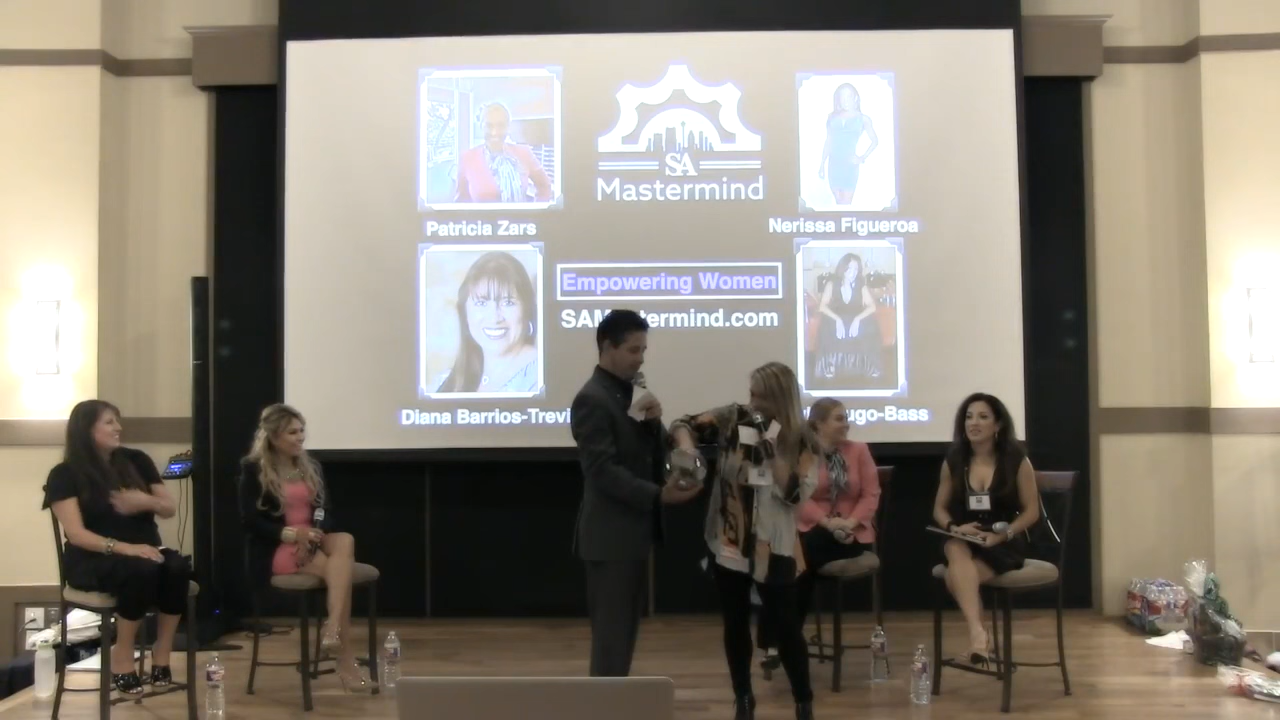 SA
Mastermind
Patricia Zars
Nerissa Figueroa
Empowering Women
SAM termind.com
Diana Barrios-Trevi
ugo-Bass